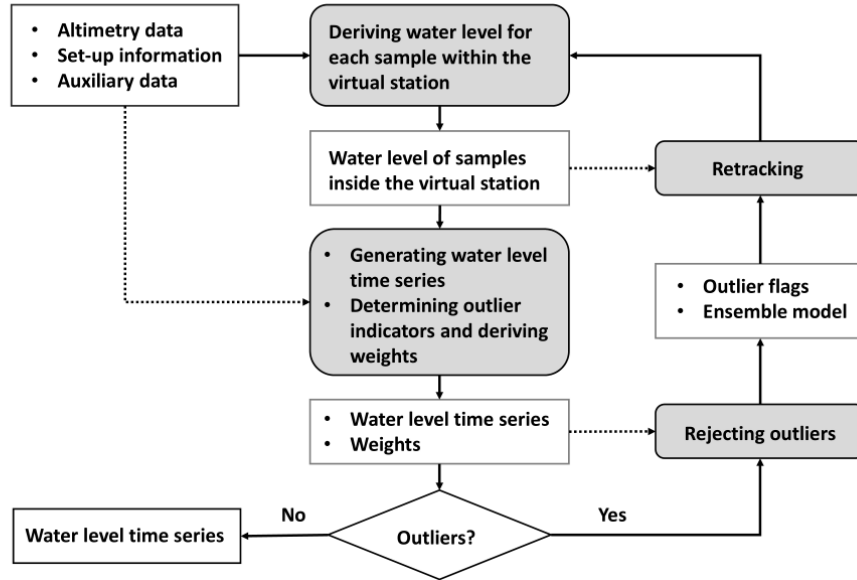 • Altimetry data
• Set-up information
• Auxiliary data
Deriving water level for
each sample within the
virtual station
Water level of samples
inside the virtual station
Retracking
• Generating water level
time series
• Determining outlier
indicators and deriving
weights
• Outlier flags
• Ensemble model
• Water level time series
• Weights
Rejecting outliers
No
Yes
Water level time series
Outliers?